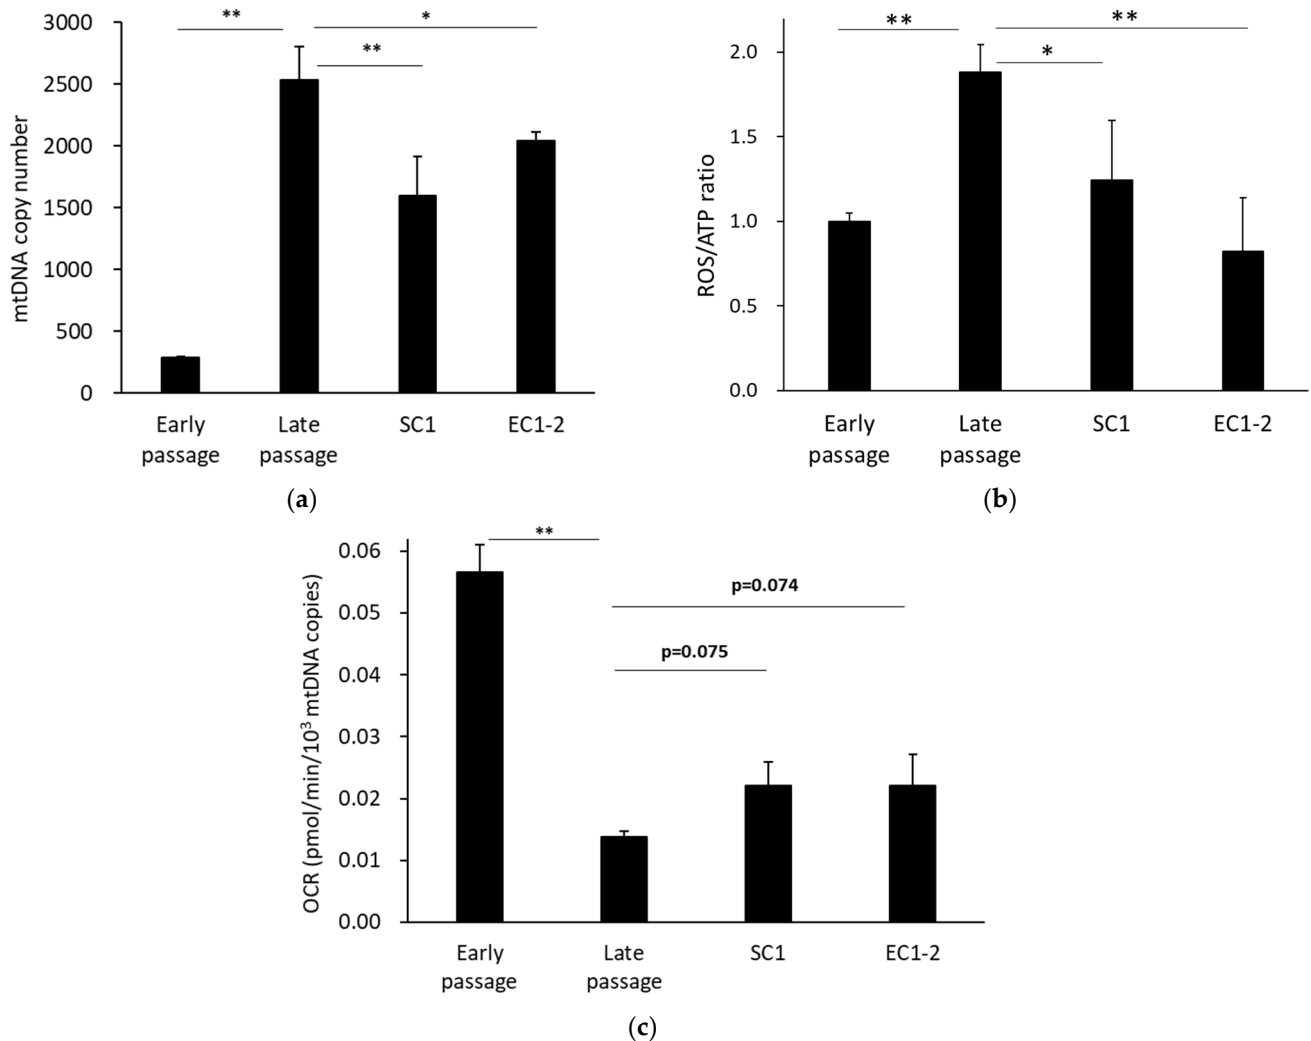 mtDNA copy number
3000
2500
2000
1500
1000
500
0
**
*
**
Early passage
Late passage
SC1
EC1-2
(a)
ROS/ATP ratio
2.0
1.5
1.0
0.5
0.0
**
**
*
Early passage
Late passage
SC1
EC1-2
(b)
OCR (pmol/min/10³ mtDNA copies)
0.06
0.05
0.04
0.03
0.02
0.01
0.00
**
p=0.074
p=0.075
Early passage
Late passage
SC1
EC1-2
(c)